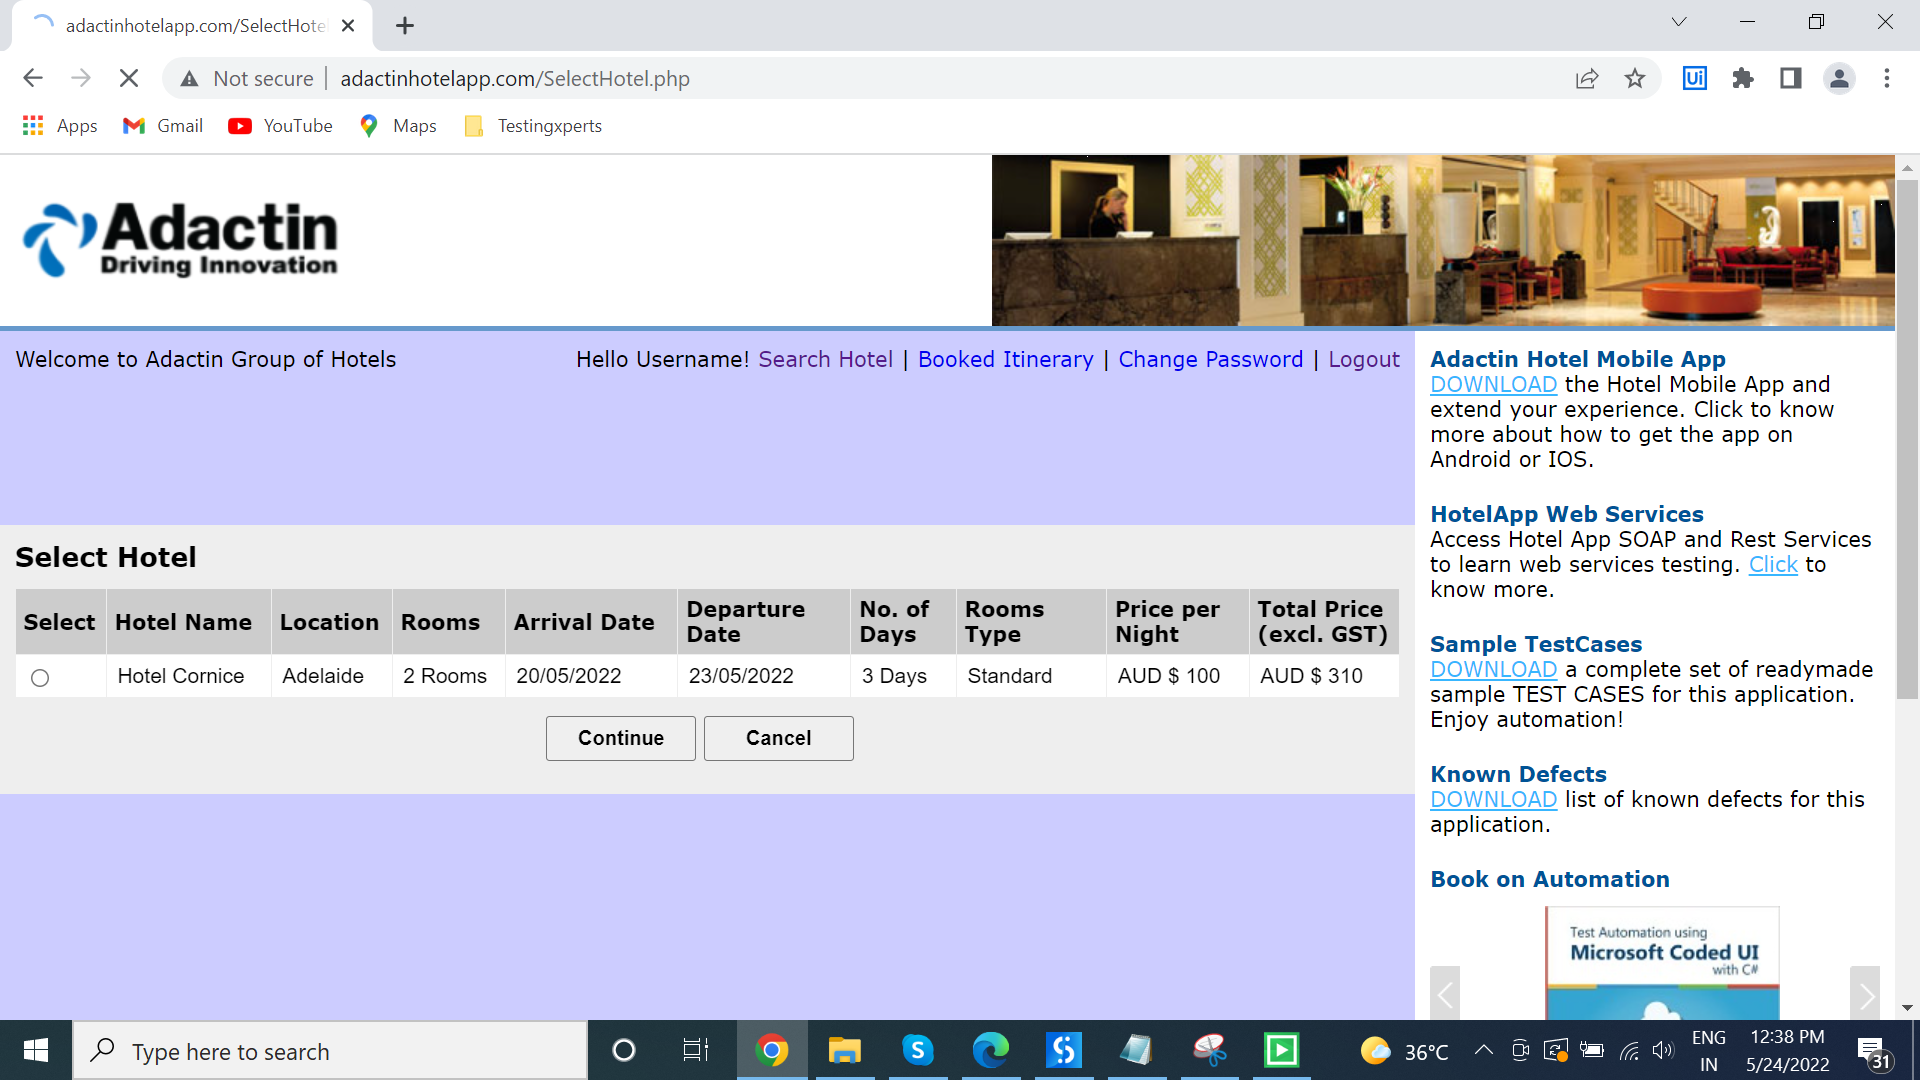 adactinhotelapp.com/SelectHote
Not secure
adactinhotelapp.com/SelectHotel.php
Ui
Apps
Gmail
YouTube
Maps
Testingxperts
Adactin
Driving Innovation
Welcome to Adactin Group of Hotels
Hello Username! Search Hotel | Booked Itinerary | Change Password | Logout
Select Hotel
Select Hotel Name Location Rooms Arrival Date Departure Date No. of Days Rooms Type Price per Night Total Price (excl. GST)
Hotel Cornice Adelaide 2 Rooms 20/05/2022 23/05/2022 3 Days Standard AUD $ 100 AUD $ 310
Continue
Cancel
Adactin Hotel Mobile App
DOWNLOAD the Hotel Mobile App and
extend your experience. Click to know
more about how to get the app on
Android or IOS.
HotelApp Web Services
Access Hotel App SOAP and Rest Services
to learn web services testing. Click to
know more.
Sample TestCases
DOWNLOAD a complete set of readymade
sample TEST CASES for this application.
Enjoy automation!
Known Defects
DOWNLOAD list of known defects for this
application.
Book on Automation
Test Automation using
Microsoft Coded UI
with C#
Type here to search
36°C
ENG
IN
12:38 PM
5/24/2022
31